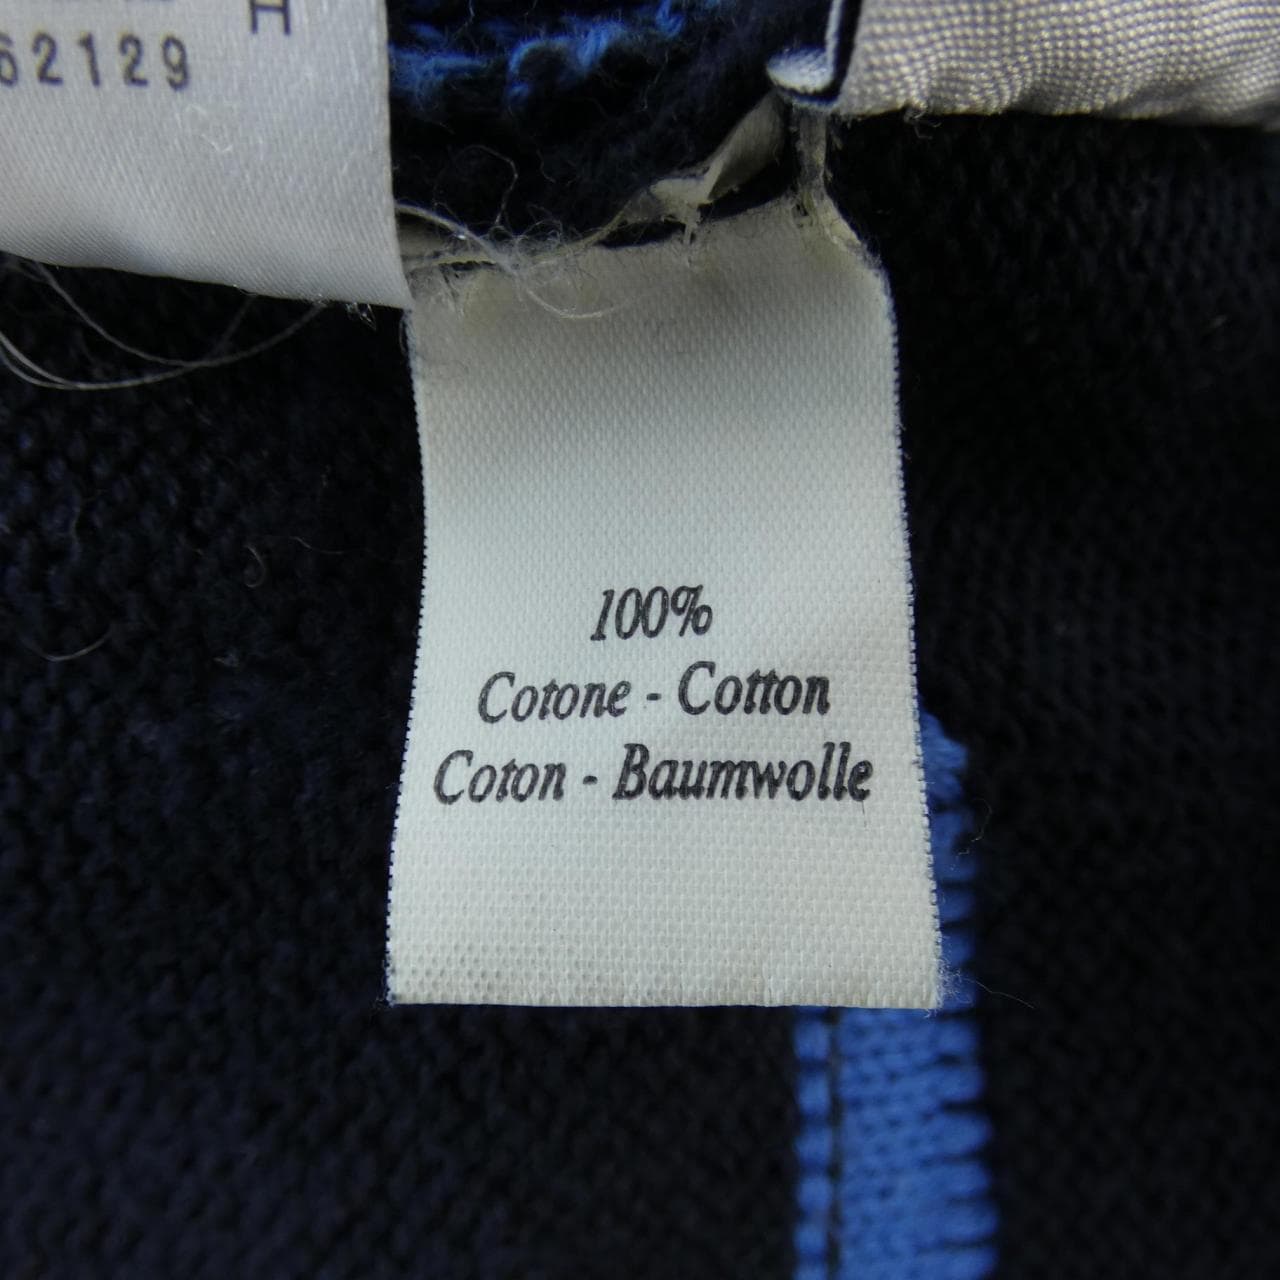 H
62129
100%
Cotone - Cotton
Coton - Baumwolle